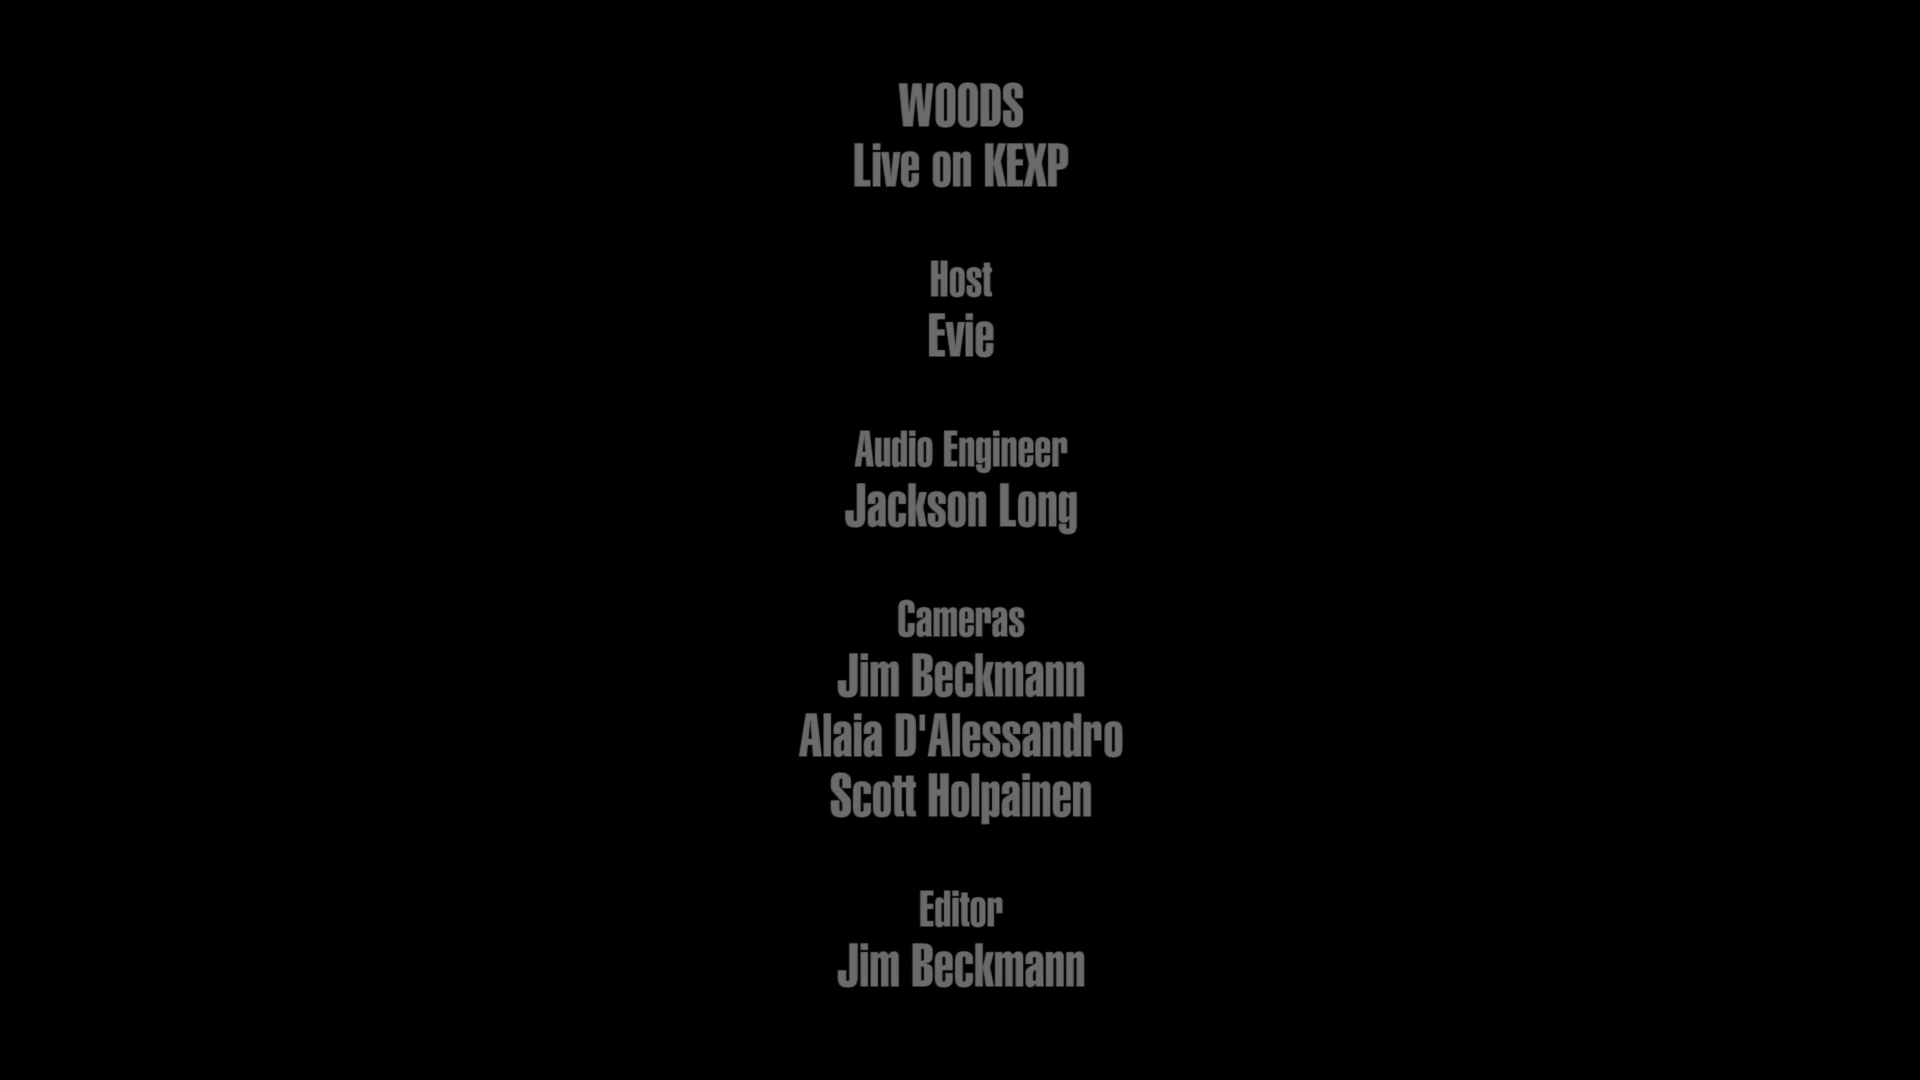 WOODS
Live on KEXP
Host
Evie
Audio Engineer
Jackson Long
Cameras
Jim Beckmann
Alaia D'Alessandro
Scott Holpainen
Editor
Jim Beckmann